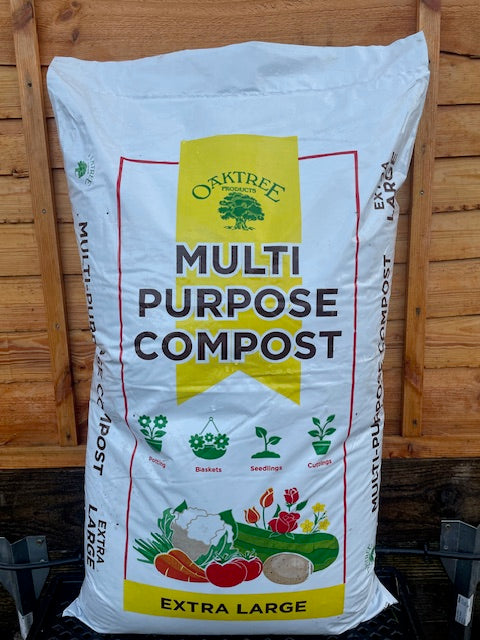 OAKTREE
PRODUCTS
MULTI
PURPOSE
COMPOST
Potting
Baskets
Seedlings
Cuttings
EXTRA LARGE
MULTI-PURPOSE COMPOST
EXTRA
LARGE
EXTRA
LARGE
MULTI-PURPOSE COMPOST